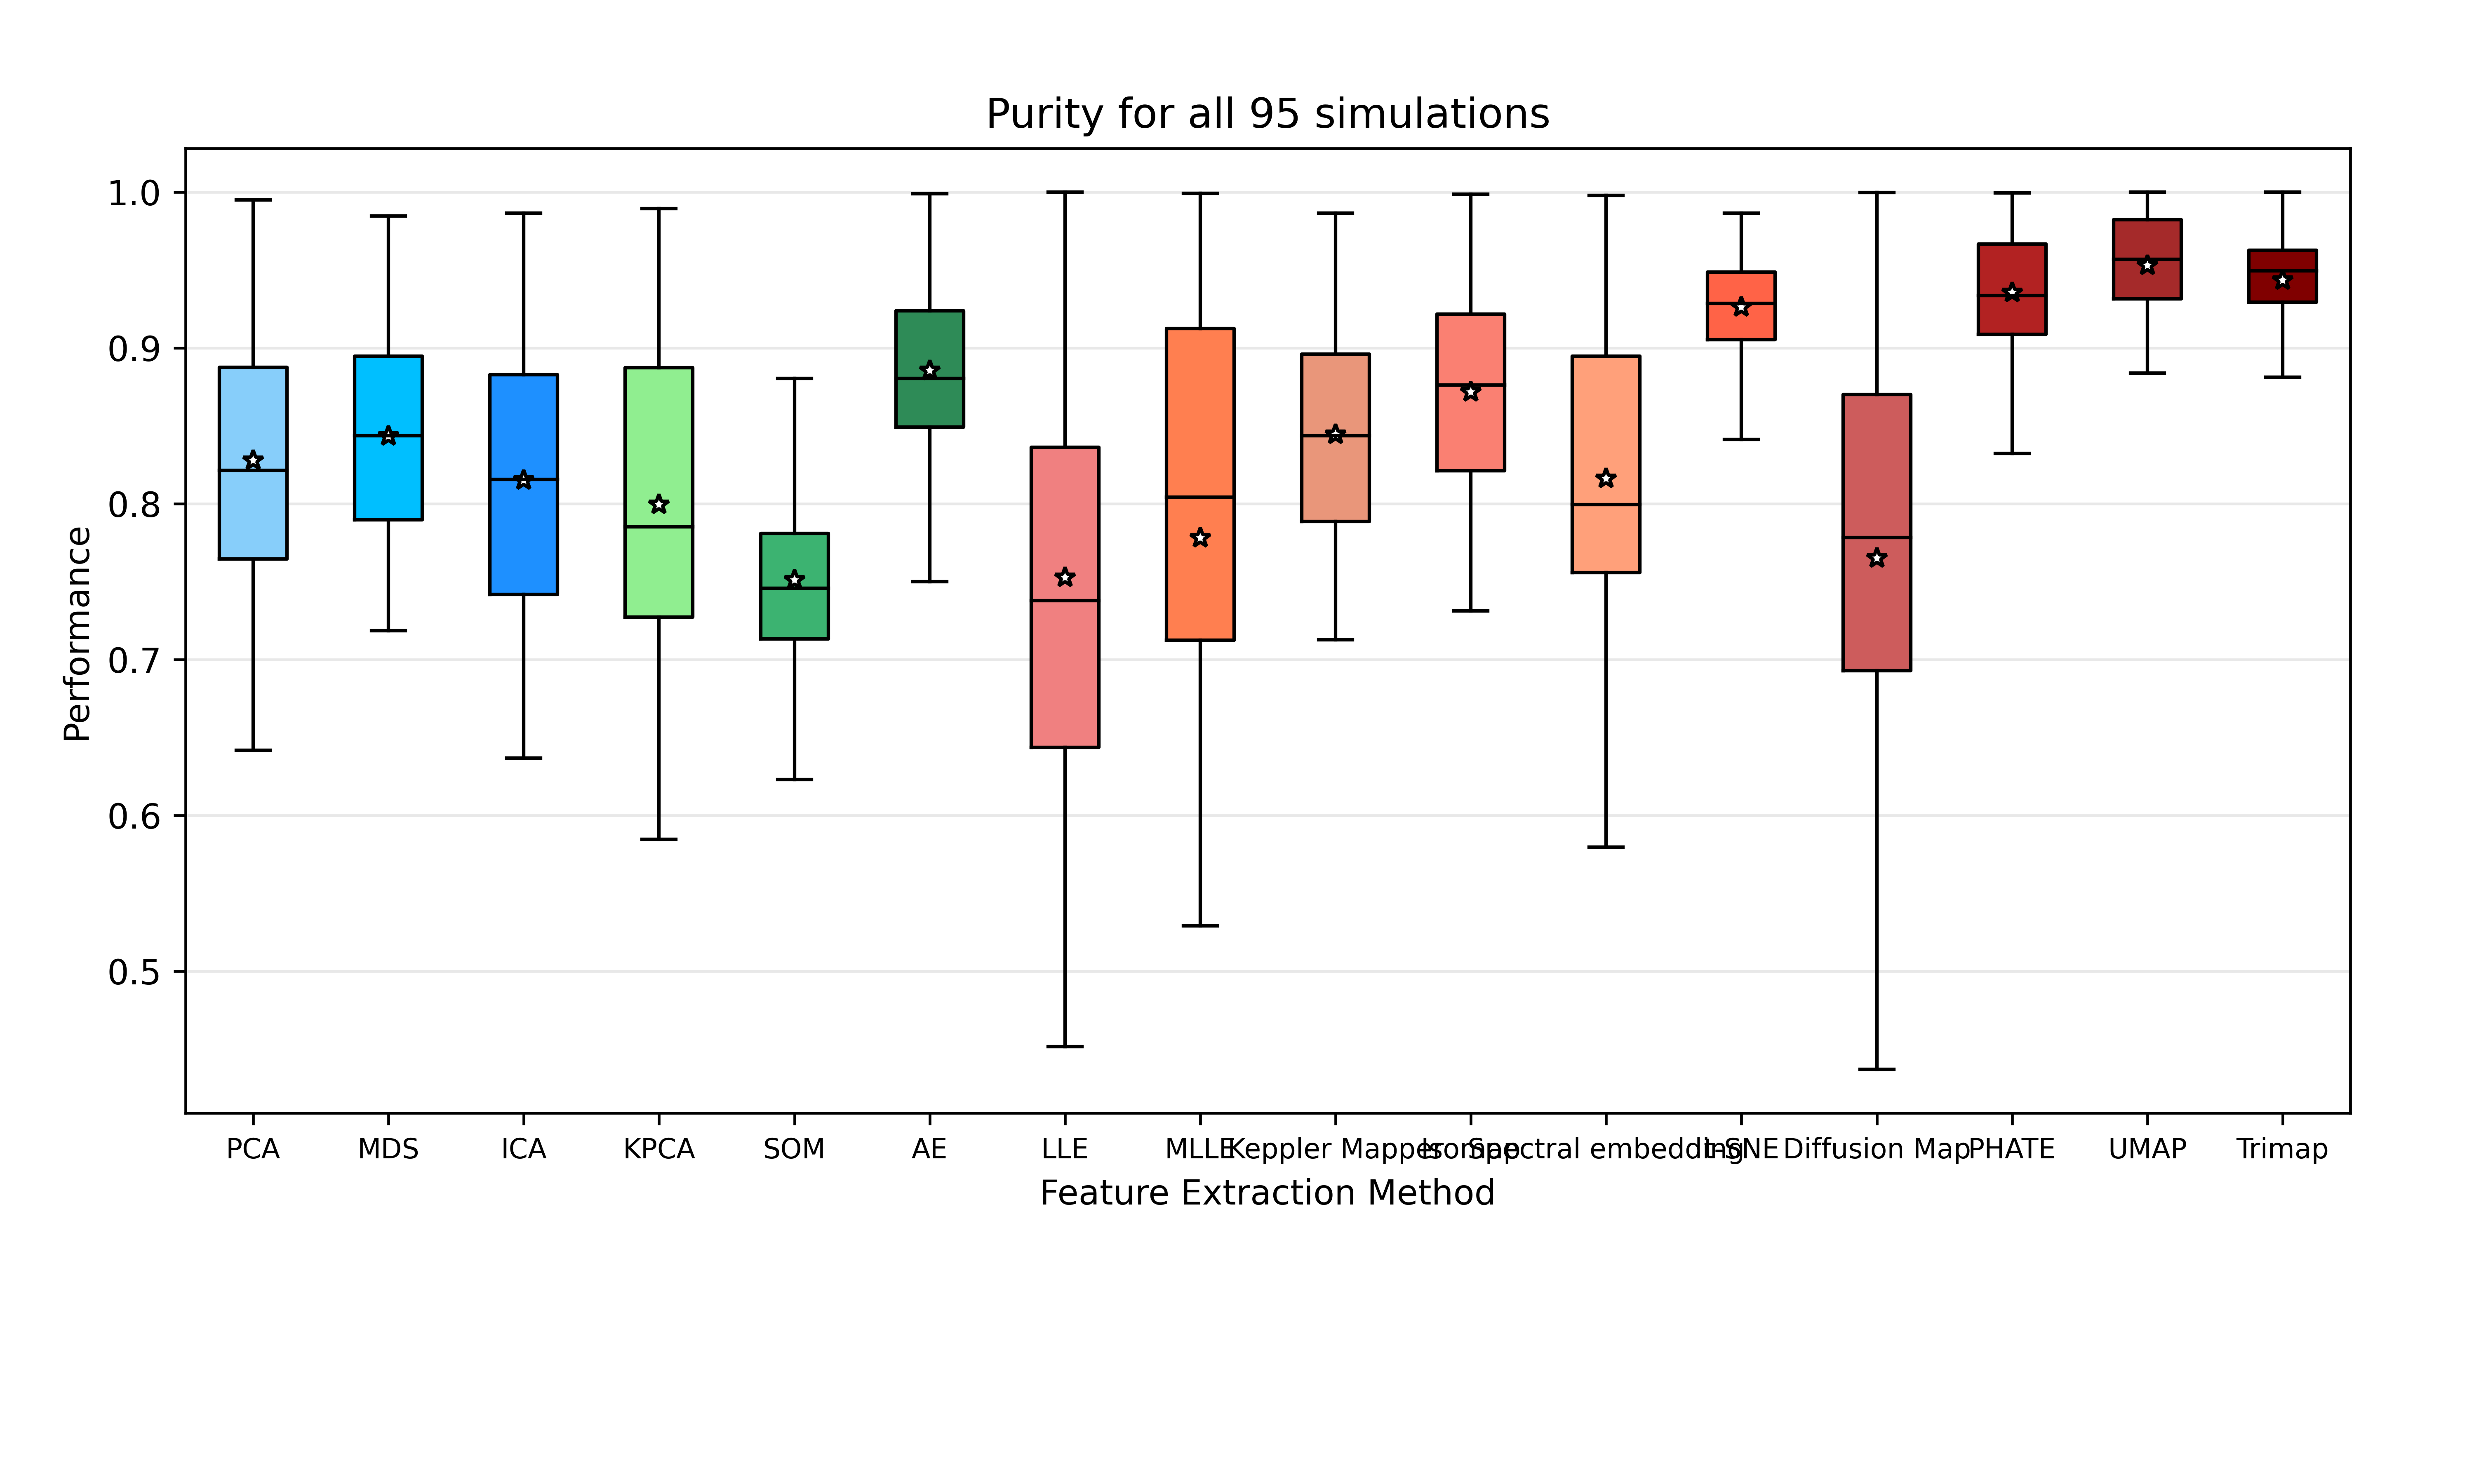 Purity for all 95 simulations
Performance
1.0
0.9
0.8
0.7
0.6
0.5
PCA MDS ICA KPCA SOM AE LLE MLLE Keppler Mapper Isomap Spectral embedding t-SNE Diffusion Map PHATE UMAP Trimap
Feature Extraction Method